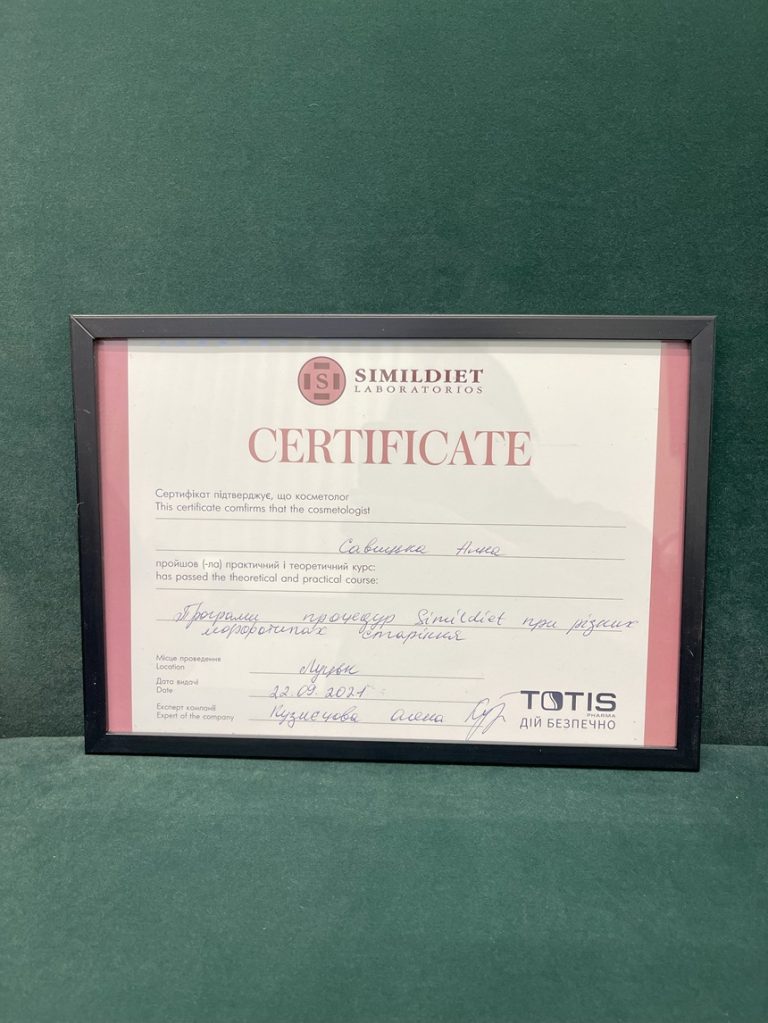 S
SIMILDIET
LABORATORIOS
CERTIFICATE
Сертифікат підтверджує, що косметолог
This certificate comfirms that the cosmetologist
Савицька Анна
пройшов (-ла) практичний і теоретичний курс:
has passed the theoretical and practical course:
Програми процедур Simildiet при різних
морфотипах старіння
Місце проведення
Location
Луцьк
Дата видачі
Date
22.09.2021
Експерт компанії
Expert of the company
олена
TOTIS
PHARMA
ДІЙ БЕЗПЕЧНО